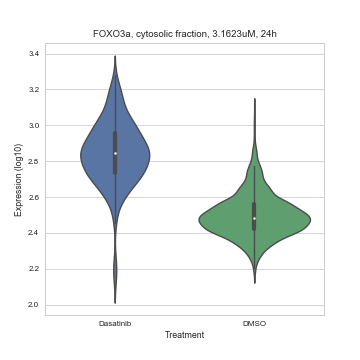 FOXO3a, cytosolic fraction, 3.1623uM, 24h
3.4
3.2
3.0
2.8
2.6
2.4
2.2
2.0
Expression (log10)
Dasatinib DMSO
Treatment